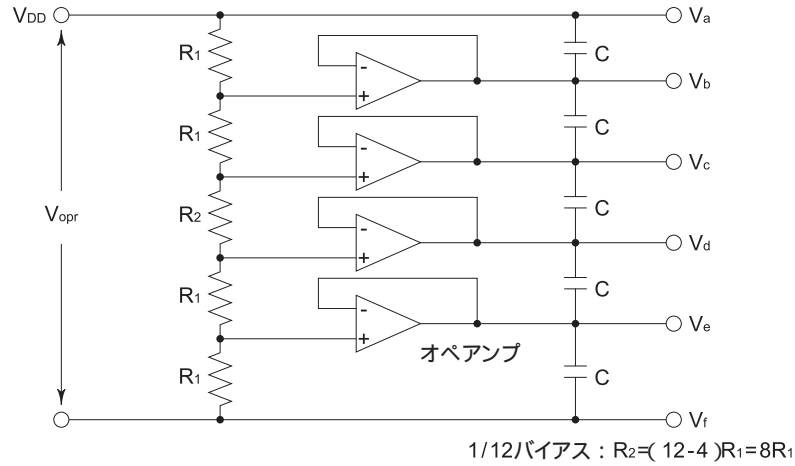 VDD
Va
R1
C
Vb
R1
C
Vc
Vopr
R2
C
Vd
R1
C
Ve
オペアンプ
R1
C
Vf
1/12バイアス：R2=(12-4)R1=8R1
-
+
-
+
-
+
-
+